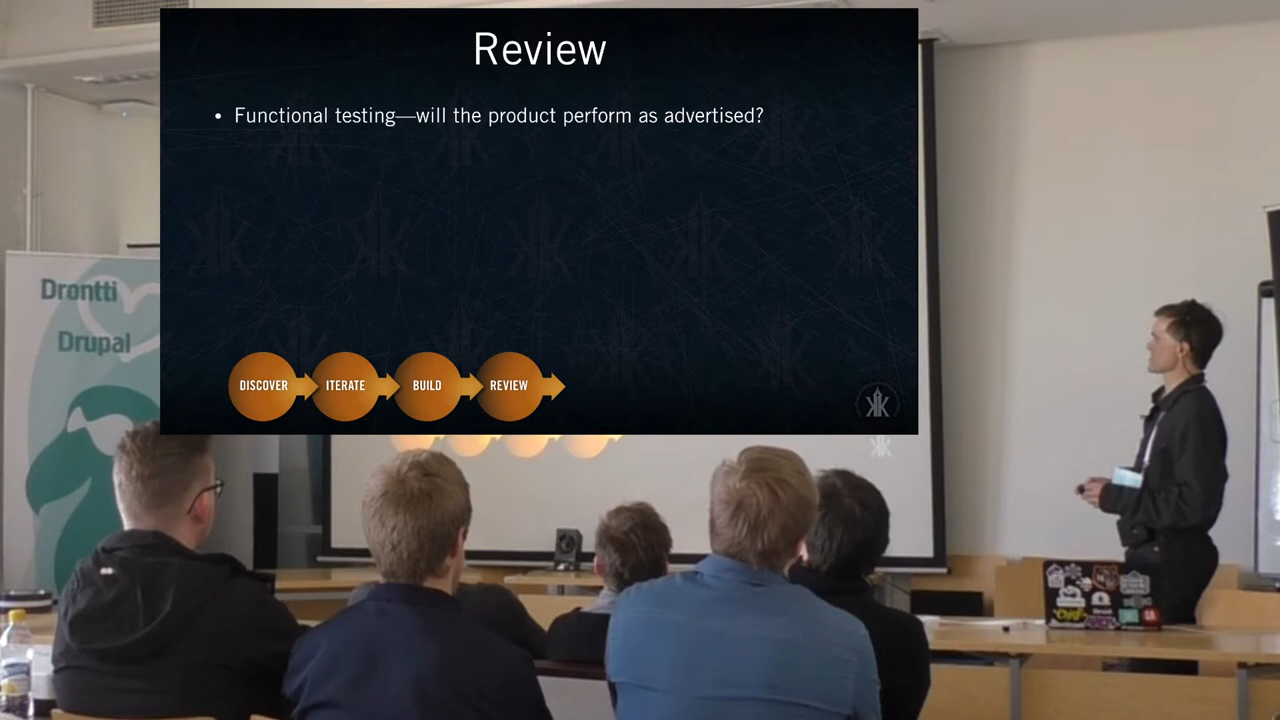 Review
• Functional testing—will the product perform as advertised?
DISCOVER
ITERATE
BUILD
REVIEW
Drontti
Drupal